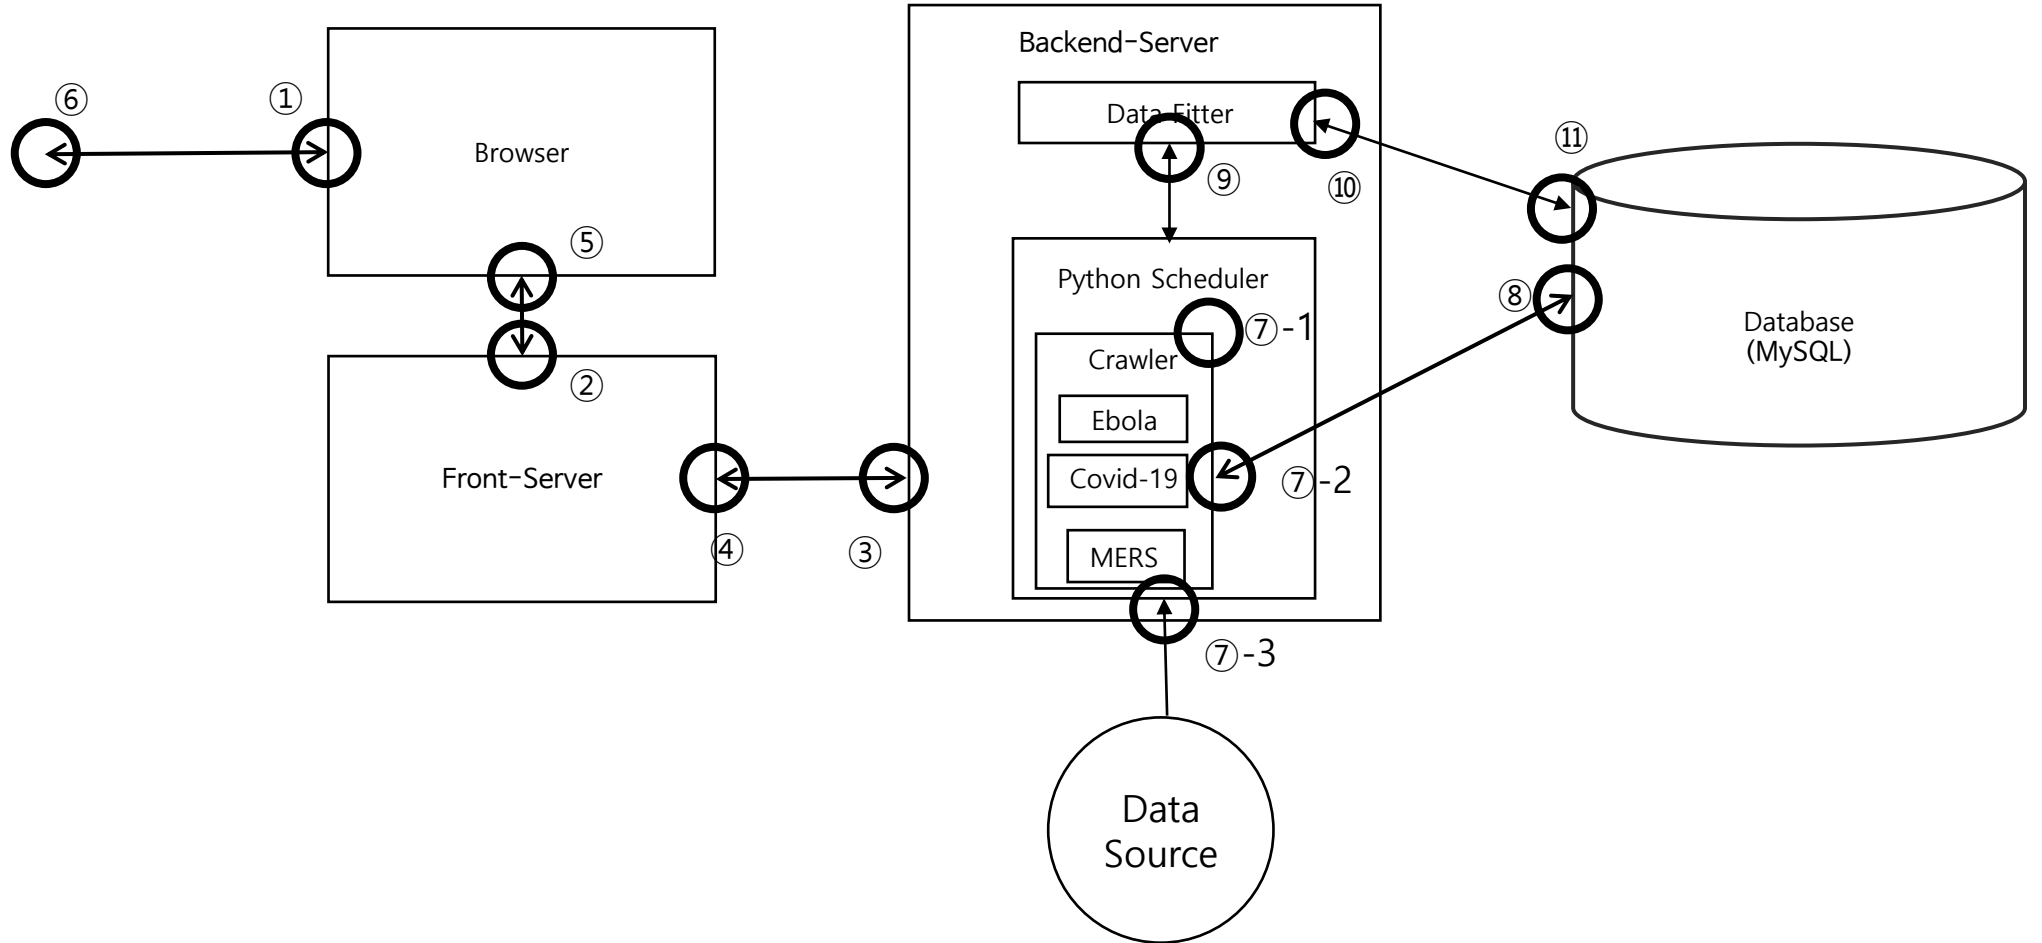 Backend-Server
⑥
①
Data Fitter
⑪
Browser
⑨
⑩
⑤
Python Scheduler
⑧
⑦-1
Database
(MySQL)
Crawler
②
Ebola
Front-Server
Covid-19
⑦-2
④
③
MERS
⑦-3
Data
Source